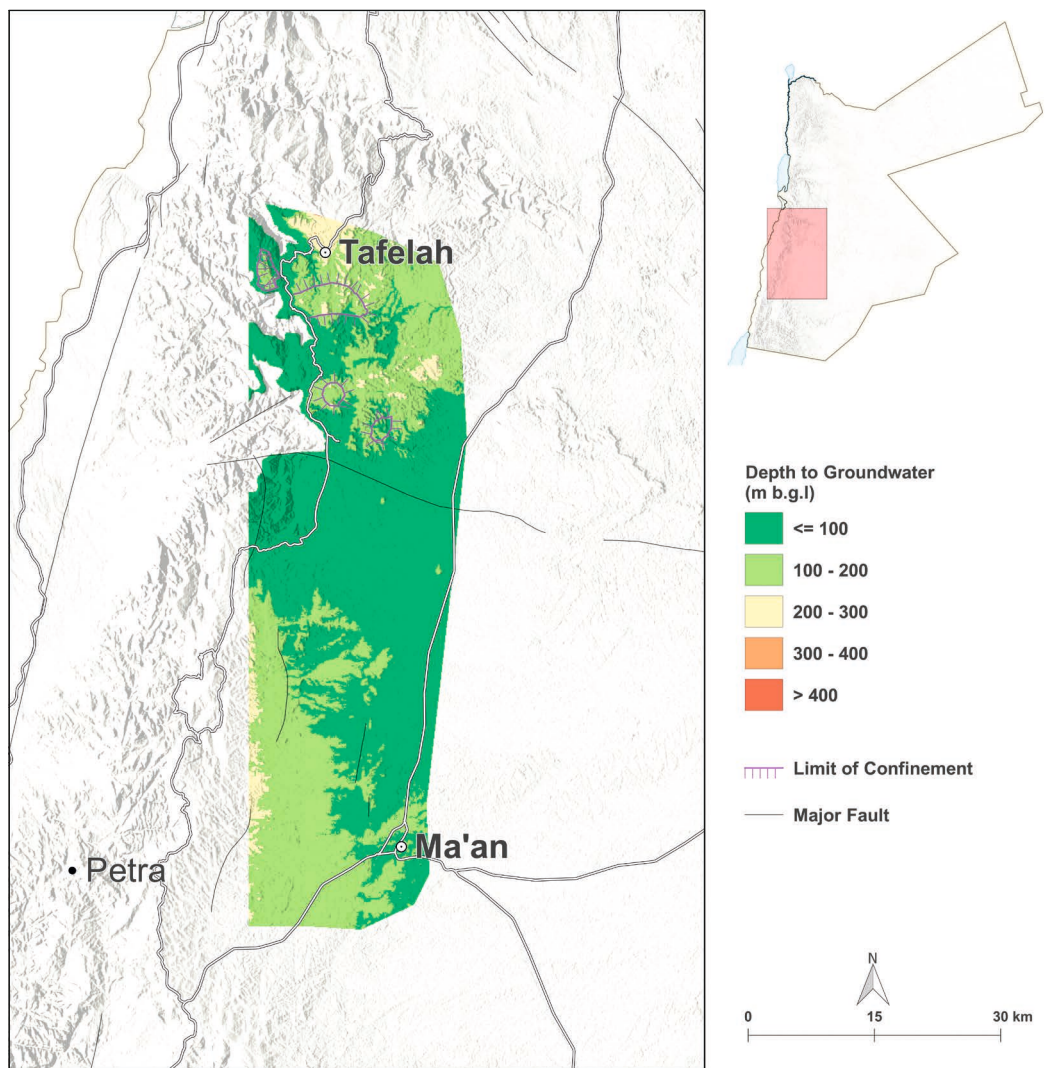 Tafelah
Ma'an
Petra
Depth to Groundwater
(m b.g.l)
<= 100
100 - 200
200 - 300
300 - 400
> 400
Limit of Confinement
Major Fault
N
0 15 30 km